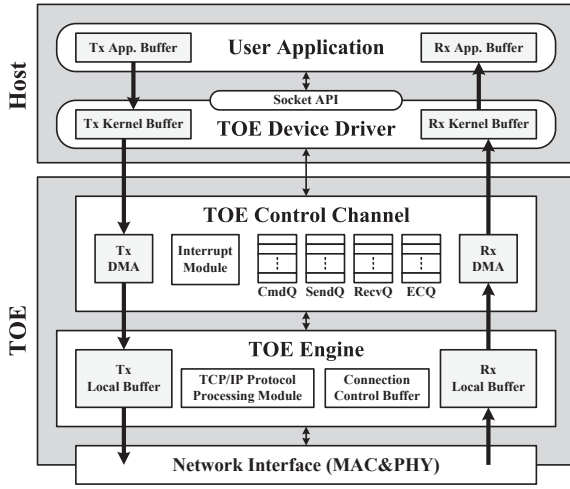 Host
Tx App. Buffer
User Application
Rx App. Buffer
Socket API
Tx Kernel Buffer
TOE Device Driver
Rx Kernel Buffer
TOE
TOE Control Channel
Tx
DMA
Interrupt
Module
CmdQ
SendQ
RecvQ
ECQ
Rx
DMA
TOE Engine
Tx
Local Buffer
TCP/IP Protocol
Processing Module
Connection
Control Buffer
Rx
Local Buffer
Network Interface (MAC&PHY)